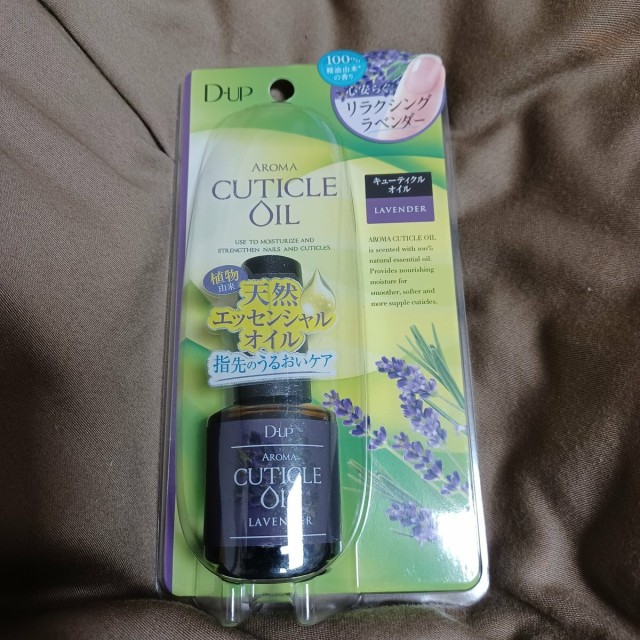 D-UP
100%
精油由来*
の香り
心安らぐ
リラクシング
ラベンダー
AROMA
CUTICLE
OIL
USE TO MOISTURIZE AND
STRENGTHEN NAILS AND CUTICLES.
キューティクル
オイル
LAVENDER
AROMA CUTICLE OIL
is scented with 100%
natural essential oil.
Provides nourishing
moisture for
smoother, softer and
more supple cuticles.
植物
由来
天然
エッセンシャル
オイル
指先のうるおいケア
D-UP
AROMA
CUTICLE
OIL
LAVENDER